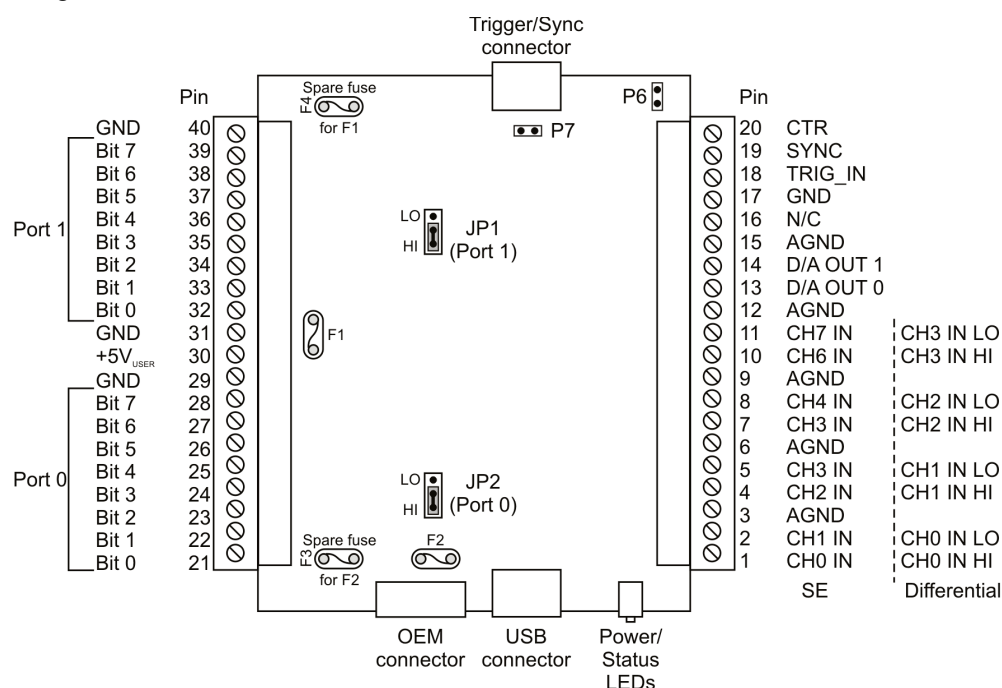 Trigger/Sync
connector
Pin
Spare fuse
F4
for F1
P6
P7
Pin
GND 40
Bit 7 39
Bit 6 38
Bit 5 37
Bit 4 36
Bit 3 35
Bit 2 34
Bit 1 33
Bit 0 32
Port 1
GND 31
+5VUSER 30
GND 29
Bit 7 28
Bit 6 27
Bit 5 26
Bit 4 25
Bit 3 24
Bit 2 23
Bit 1 22
Bit 0 21
Port 0
LO
HI
JP1
(Port 1)
F1
LO
HI
JP2
(Port 0)
Spare fuse
F3
for F2
F2
20 CTR
19 SYNC
18 TRIG_IN
17 GND
16 N/C
15 AGND
14 D/A OUT 1
13 D/A OUT 0
12 AGND
11 CH7 IN CH3 IN LO
10 CH6 IN CH3 IN HI
9 AGND
8 CH4 IN CH2 IN LO
7 CH3 IN CH2 IN HI
6 AGND
5 CH3 IN CH1 IN LO
4 CH2 IN CH1 IN HI
3 AGND
2 CH1 IN CH0 IN LO
1 CH0 IN CH0 IN HI
SE Differential
OEM
connector
USB
connector
Power/
Status
LEDs